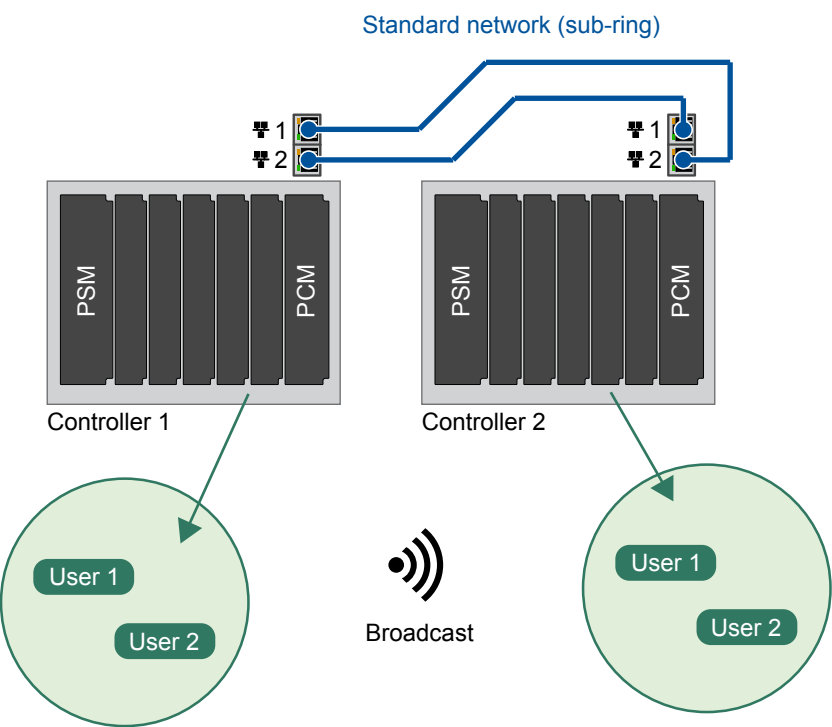 Standard network (sub-ring)
1
1
2
2
PSM
PCM
PSM
PCM
Controller 1
Controller 2
User 1
User 1
User 2
User 2
Broadcast